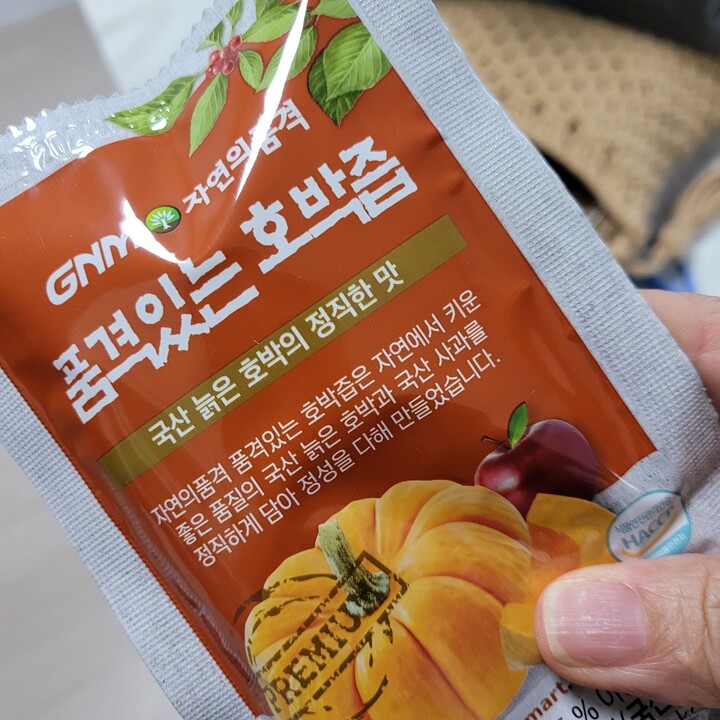 GNM 자연의품격
품격있는 호박즙
국산 늙은 호박의 정직한 맛
자연의품격 품격있는 호박즙은 자연에서 키운
좋은 품질의 국산 늙은 호박과 국산 사과를
정직하게 담아 정성을 다해 만들었습니다.
HACCP
PREMIUM
mart
%